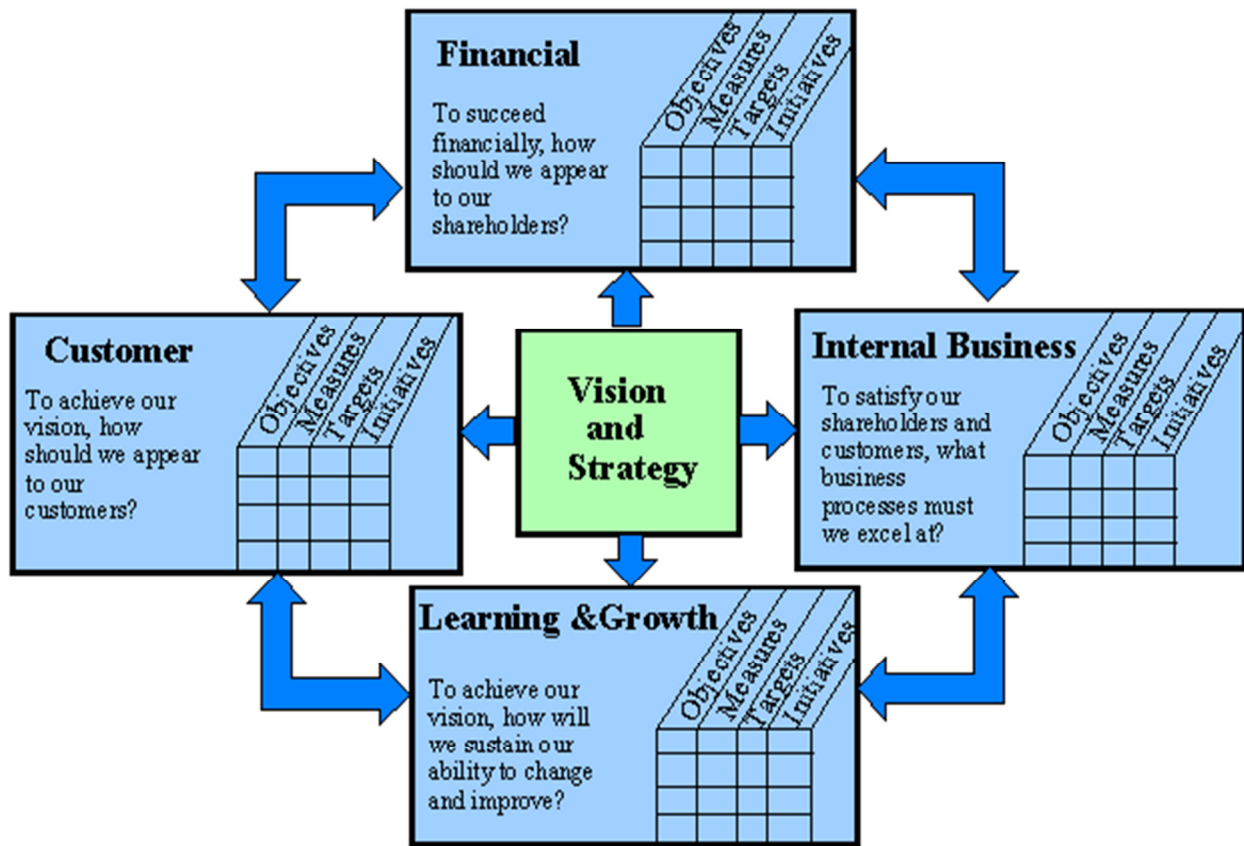 Financial
To succeed
financially, how
should we appear
to our
shareholders?
Objectives
Measures
Targets
Initiatives
Customer
To achieve our
vision, how
should we appear
to our
customers?
Objectives
Measures
Targets
Initiatives
Vision
and
Strategy
Internal Business
To satisfy our
shareholders and
customers, what
business
processes must
we excel at?
Objectives
Measures
Targets
Initiatives
Learning &Growth
To achieve our
vision, how will
we sustain our
ability to change
and improve?
Objectives
Measures
Targets
Initiatives